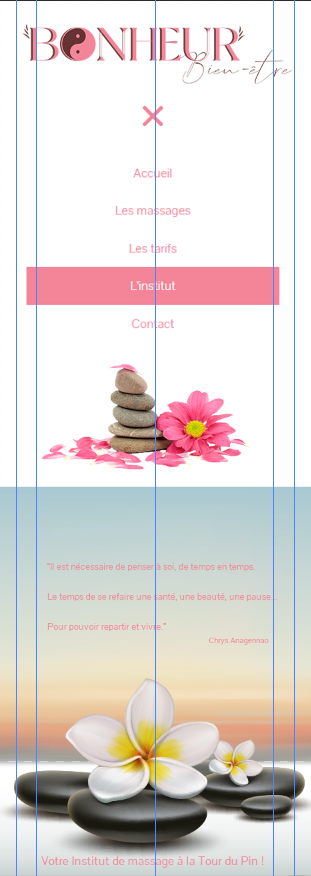 BONHEUR
Bien-être
Accueil
Les massages
Les tarifs
L'institut
Contact
"Il est nécessaire de penser à soi, de temps en temps.
Le temps de se refaire une santé, une beauté, une pause...
Pour pouvoir repartir et vivre."
Chrys Anagennao
Votre Institut de massage à la Tour du Pin !